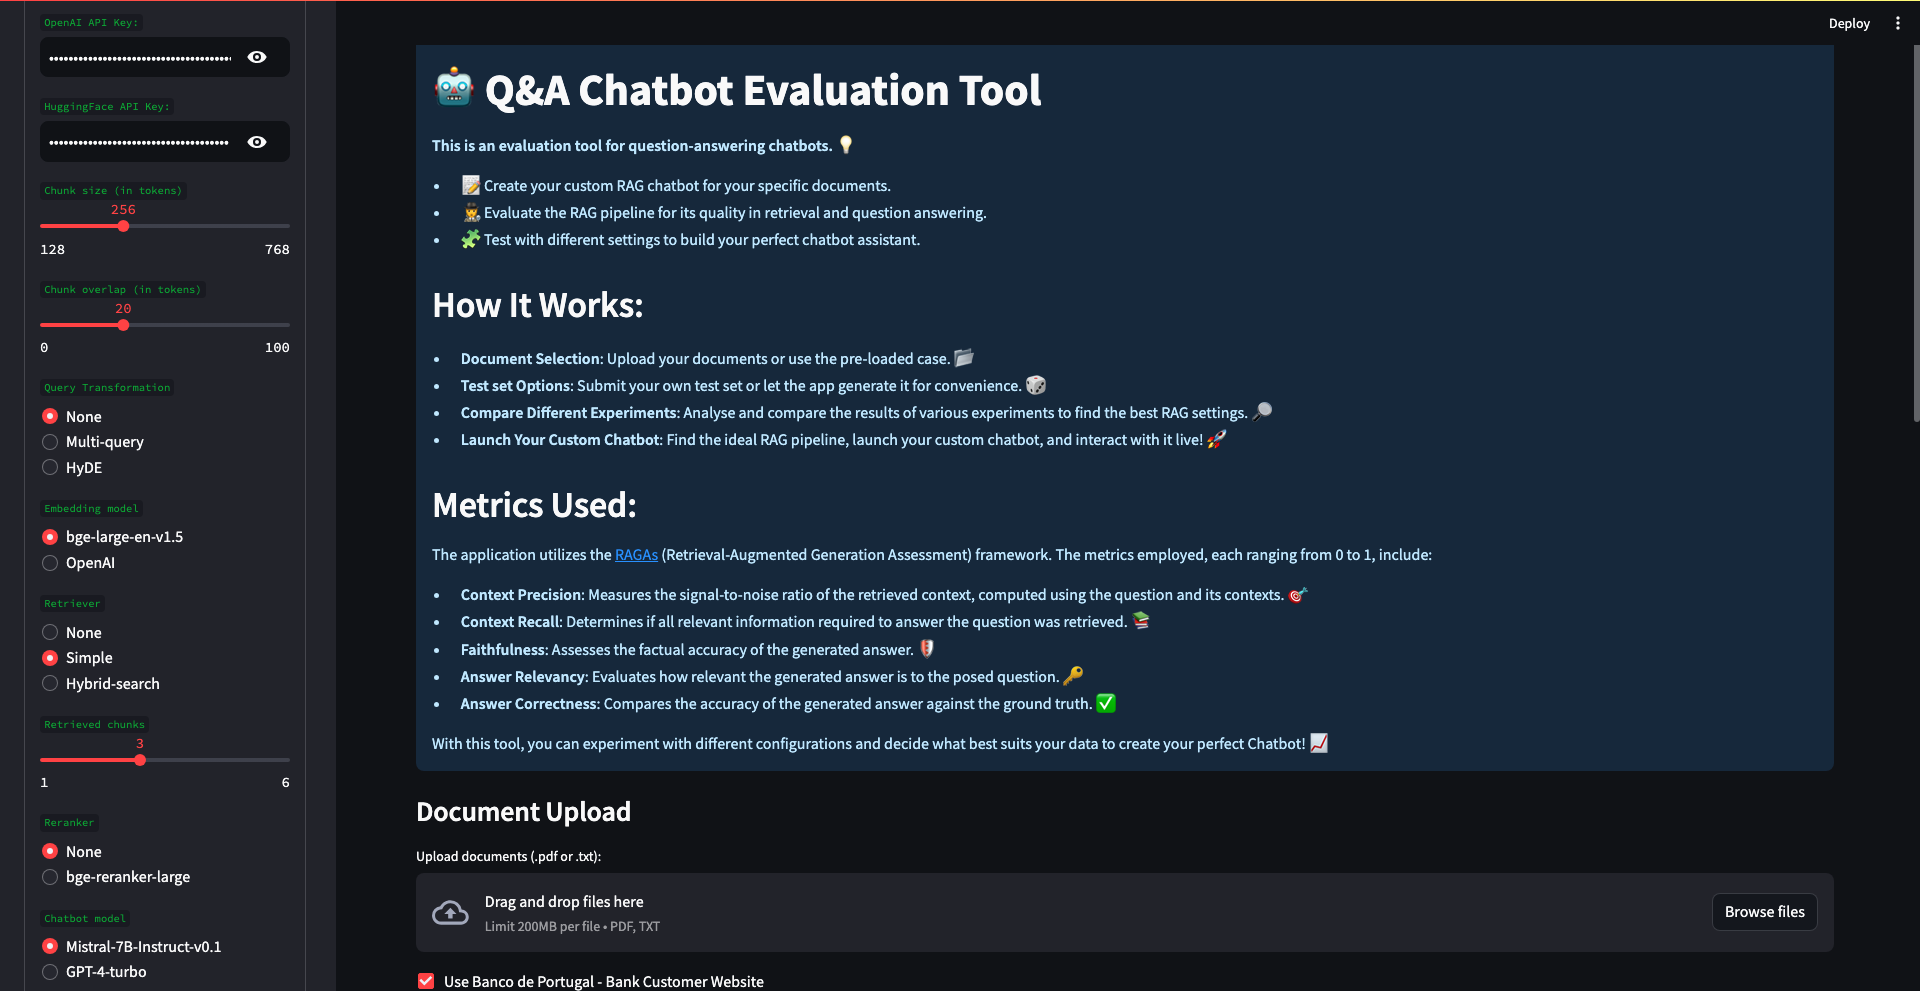 OpenAI API Key:
HuggingFace API Key:
Chunk size (in tokens)
256
128 768
Chunk overlap (in tokens)
20
0 100
Query Transformation
None
Multi-query
HyDE
Embedding model
bge-large-en-v1.5
OpenAI
Retriever
None
Simple
Hybrid-search
Retrieved chunks
3
1 6
Reranker
None
bge-reranker-large
Chatbot model
Mistral-7B-Instruct-v0.1
GPT-4-turbo
Deploy
Q&A Chatbot Evaluation Tool
This is an evaluation tool for question-answering chatbots.
Create your custom RAG chatbot for your specific documents.
Evaluate the RAG pipeline for its quality in retrieval and question answering.
Test with different settings to build your perfect chatbot assistant.
How It Works:
Document Selection: Upload your documents or use the pre-loaded case.
Test set Options: Submit your own test set or let the app generate it for convenience.
Compare Different Experiments: Analyse and compare the results of various experiments to find the best RAG settings.
Launch Your Custom Chatbot: Find the ideal RAG pipeline, launch your custom chatbot, and interact with it live!
Metrics Used:
The application utilizes the RAGAs (Retrieval-Augmented Generation Assessment) framework. The metrics employed, each ranging from 0 to 1, include:
Context Precision: Measures the signal-to-noise ratio of the retrieved context, computed using the question and its contexts.
Context Recall: Determines if all relevant information required to answer the question was retrieved.
Faithfulness: Assesses the factual accuracy of the generated answer.
Answer Relevancy: Evaluates how relevant the generated answer is to the posed question.
Answer Correctness: Compares the accuracy of the generated answer against the ground truth.
With this tool, you can experiment with different configurations and decide what best suits your data to create your perfect Chatbot!
Document Upload
Upload documents (.pdf or .txt):
Drag and drop files here
Limit 200MB per file • PDF, TXT
Browse files
Use Banco de Portugal - Bank Customer Website